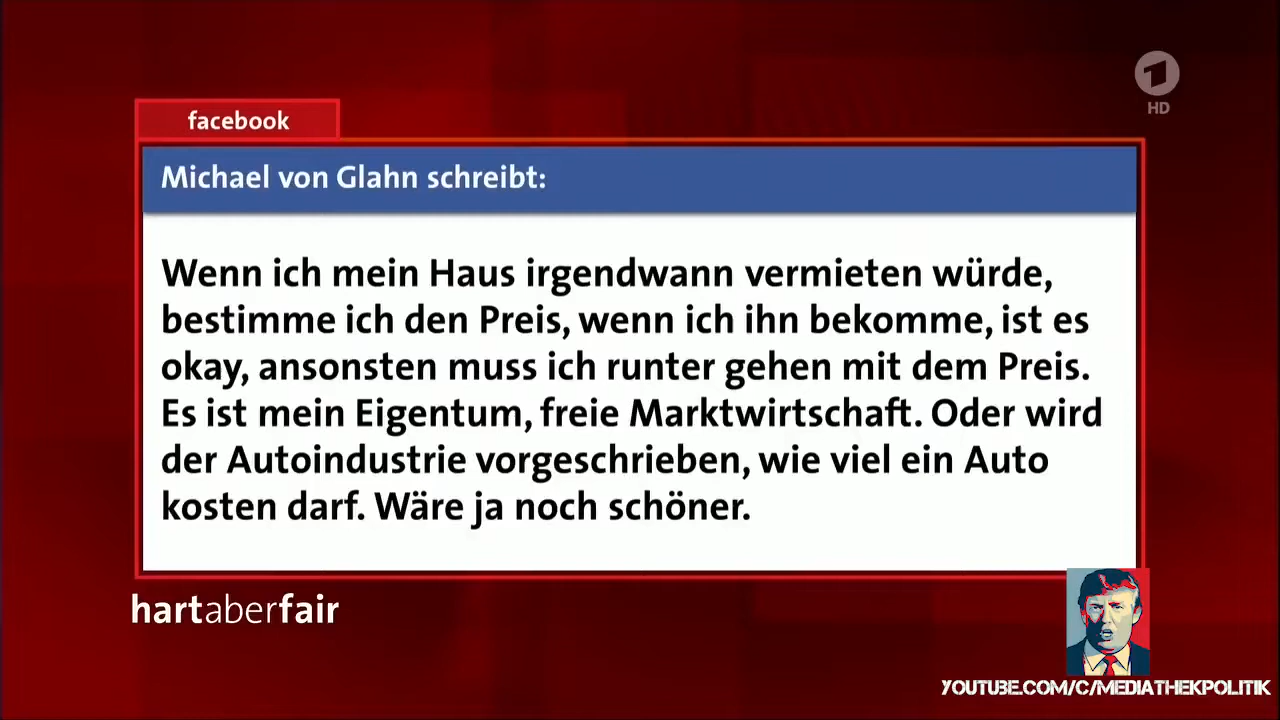 HD
facebook
Michael von Glahn schreibt:
Wenn ich mein Haus irgendwann vermieten würde,
bestimme ich den Preis, wenn ich ihn bekomme, ist es
okay, ansonsten muss ich runter gehen mit dem Preis.
Es ist mein Eigentum, freie Marktwirtschaft. Oder wird
der Autoindustrie vorgeschrieben, wie viel ein Auto
kosten darf. Wäre ja noch schöner.
hartaberfair
YOUTUBE.COM/C/MEDIATHEKPOLITIK